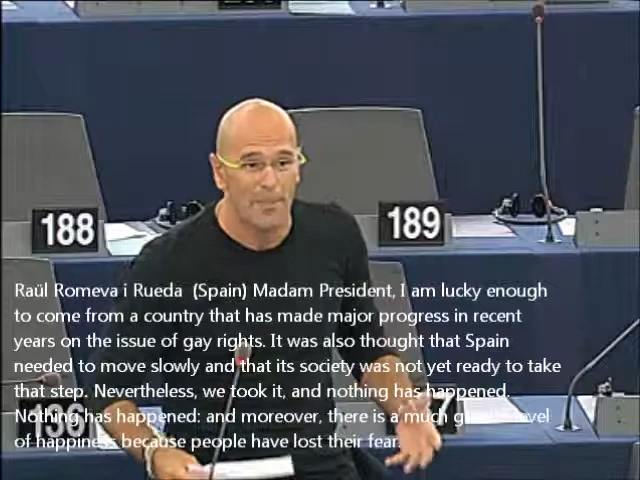 188
189
Raül Romeva i Rueda (Spain) Madam President, I am lucky enough
to come from a country that has made major progress in recent
years on the issue of gay rights. It was also thought that Spain
needed to move slowly and that its society was not yet ready to take
that step. Nevertheless, we took it, and nothing has happened.
Nothing has happened: and moreover, there is a much level
of happiness because people have lost their fear.